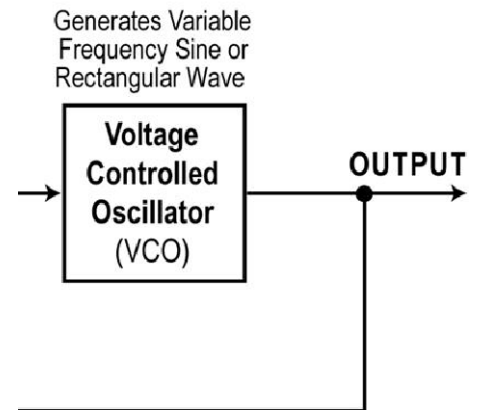 Generates Variable
Frequency Sine or
Rectangular Wave
Voltage
Controlled
Oscillator
(VCO)
OUTPUT